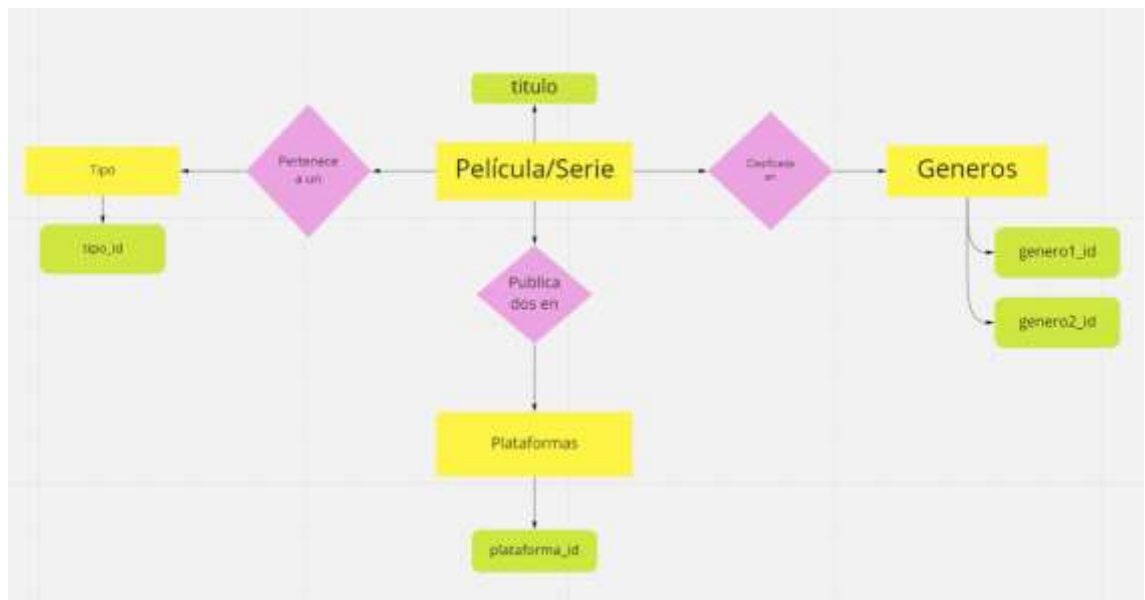 titulo
Pertenece
a un
Tipo
Película/Serie
Generos
tipo_id
genero1_id
Publica
dos en
genero2_id
Plataformas
plataforma_id